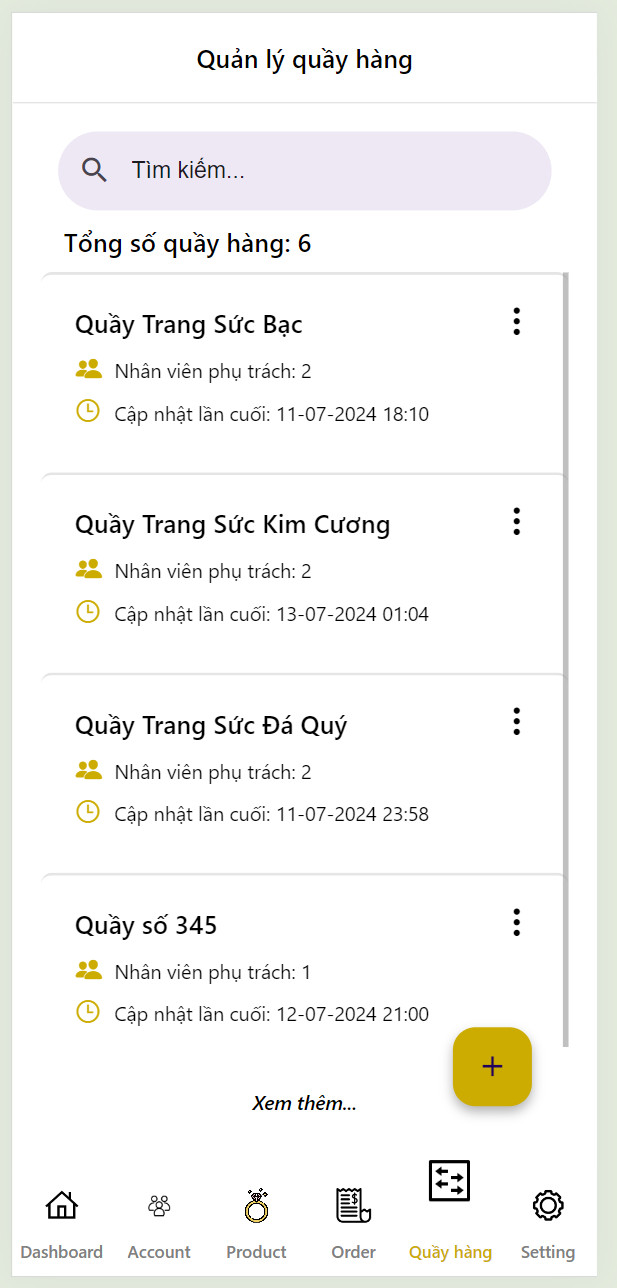 Quản lý quầy hàng
Tìm kiếm...
Tổng số quầy hàng: 6
Quầy Trang Sức Bạc
Nhân viên phụ trách: 2
Cập nhật lần cuối: 11-07-2024 18:10
Quầy Trang Sức Kim Cương
Nhân viên phụ trách: 2
Cập nhật lần cuối: 13-07-2024 01:04
Quầy Trang Sức Đá Quý
Nhân viên phụ trách: 2
Cập nhật lần cuối: 11-07-2024 23:58
Quầy số 345
Nhân viên phụ trách: 1
Cập nhật lần cuối: 12-07-2024 21:00
Xem thêm...
Dashboard Account Product Order Quầy hàng Setting